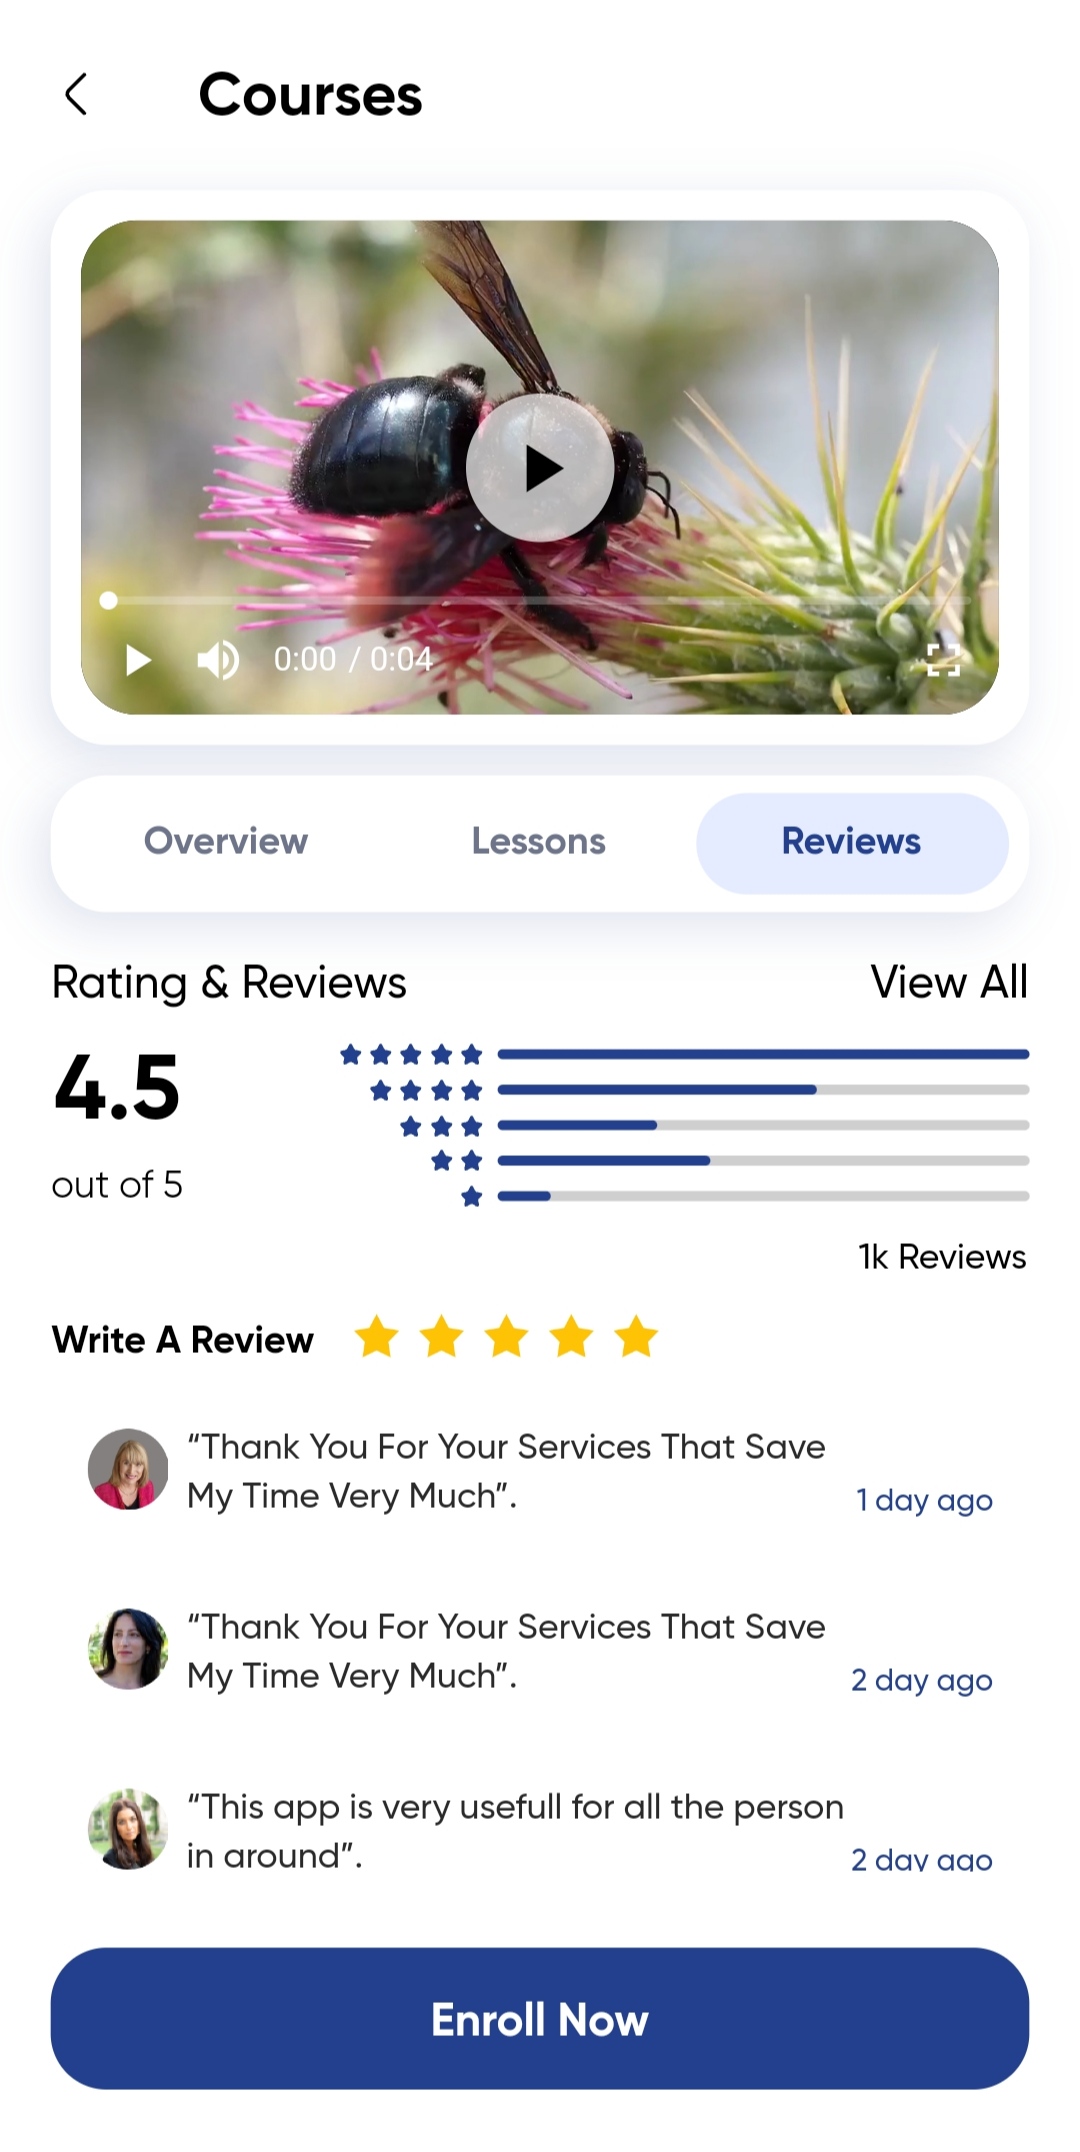 Courses
0:00 / 0:04
Overview Lessons Reviews
Rating & Reviews View All
4.5
out of 5
1k Reviews
Write A Review
“Thank You For Your Services That Save
My Time Very Much”.
1 day ago
“Thank You For Your Services That Save
My Time Very Much”.
2 day ago
“This app is very usefull for all the person
in around”.
2 day ago
Enroll Now